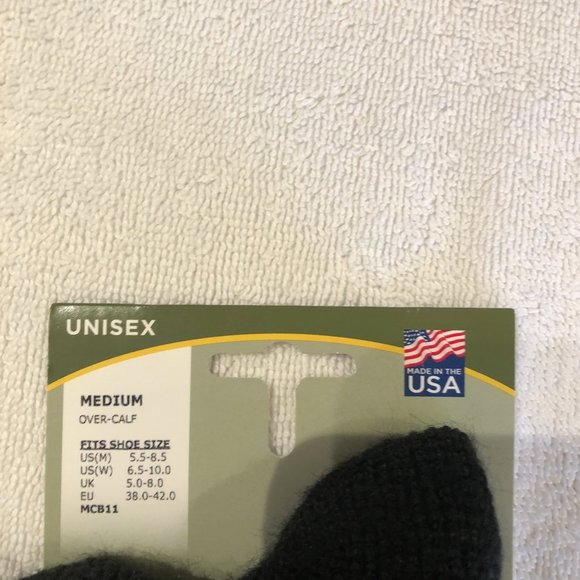 UNISEX
MADE IN THE
USA
MEDIUM
OVER-CALF
FITS SHOE SIZE
US(M) 5.5-8.5
US(W) 6.5-10.0
UK 5.0-8.0
EU 38.0-42.0
MCB11